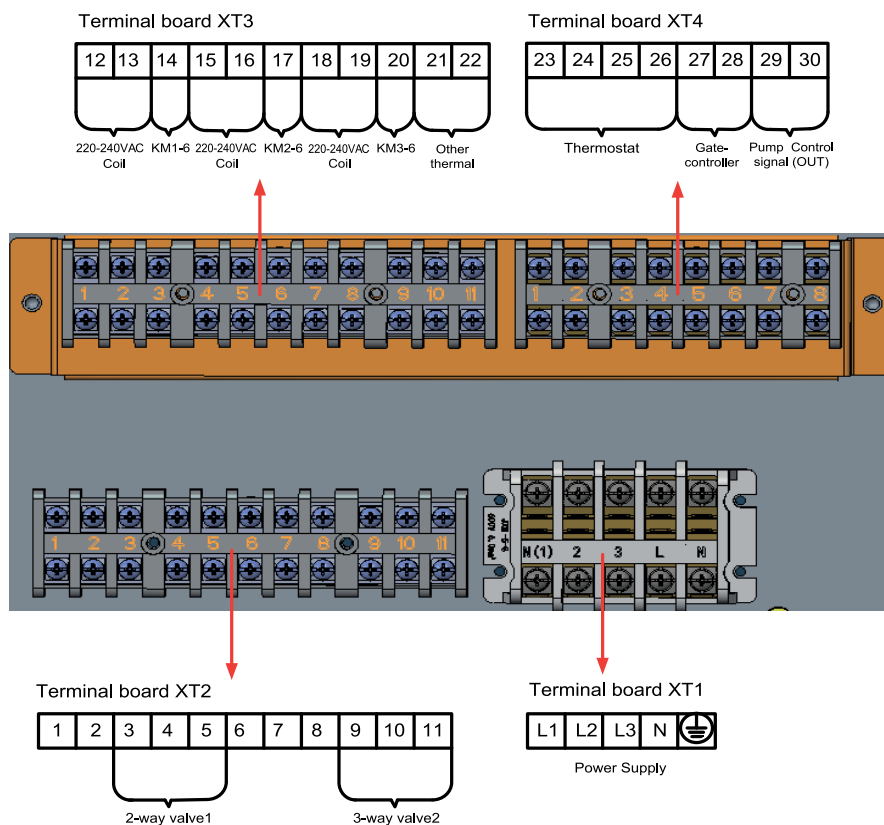 Terminal board XT3
12 13 14 15 16 17 18 19 20 21 22
220-240VAC Coil
KM1-6
220-240VAC Coil
KM2-6
220-240VAC Coil
KM3-6
Other thermal
Terminal board XT4
23 24 25 26 27 28 29 30
Thermostat
Gate-controller
Pump signal
Control (OUT)
1 2 3 4 5 6 7 8 9 10 11
1 2 3 4 5 6 7 8
1 2 3 4 5 6 7 8 9 10 11
N(1) 2 3 L N
Terminal board XT2
1 2 3 4 5 6 7 8 9 10 11
2-way valve1
3-way valve2
Terminal board XT1
L1 L2 L3 N
Power Supply